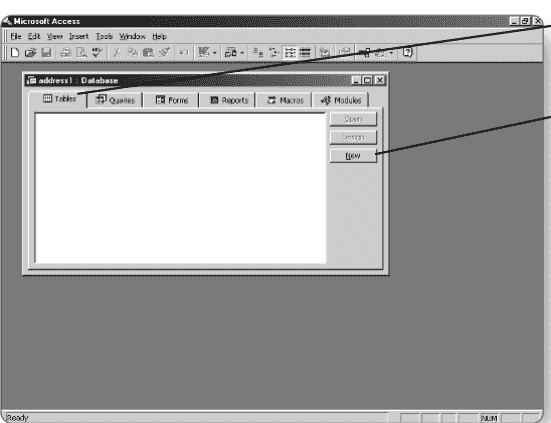 Microsoft Access
File Edit View Insert Tools Window Help
address1 : Database
Tables Queries Forms Reports Macros Modules
Open
Design
New
Ready NUM